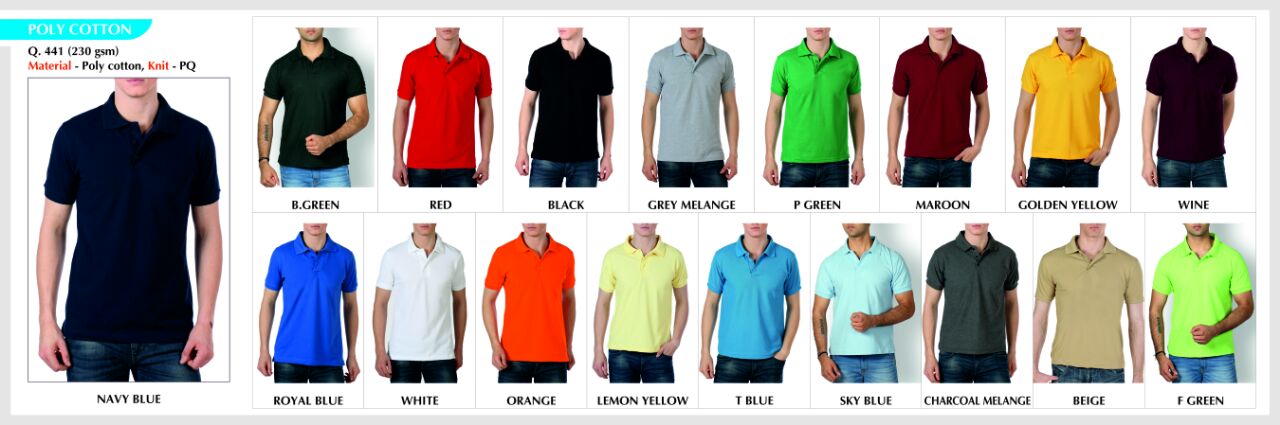 POLY COTTON
Q. 441 (230 gsm)
Material - Poly cotton, Knit - PQ
NAVY BLUE
B.GREEN
RED
BLACK
GREY MELANGE
P GREEN
MAROON
GOLDEN YELLOW
WINE
ROYAL BLUE
WHITE
ORANGE
LEMON YELLOW
T BLUE
SKY BLUE
CHARCOAL MELANGE
BEIGE
F GREEN